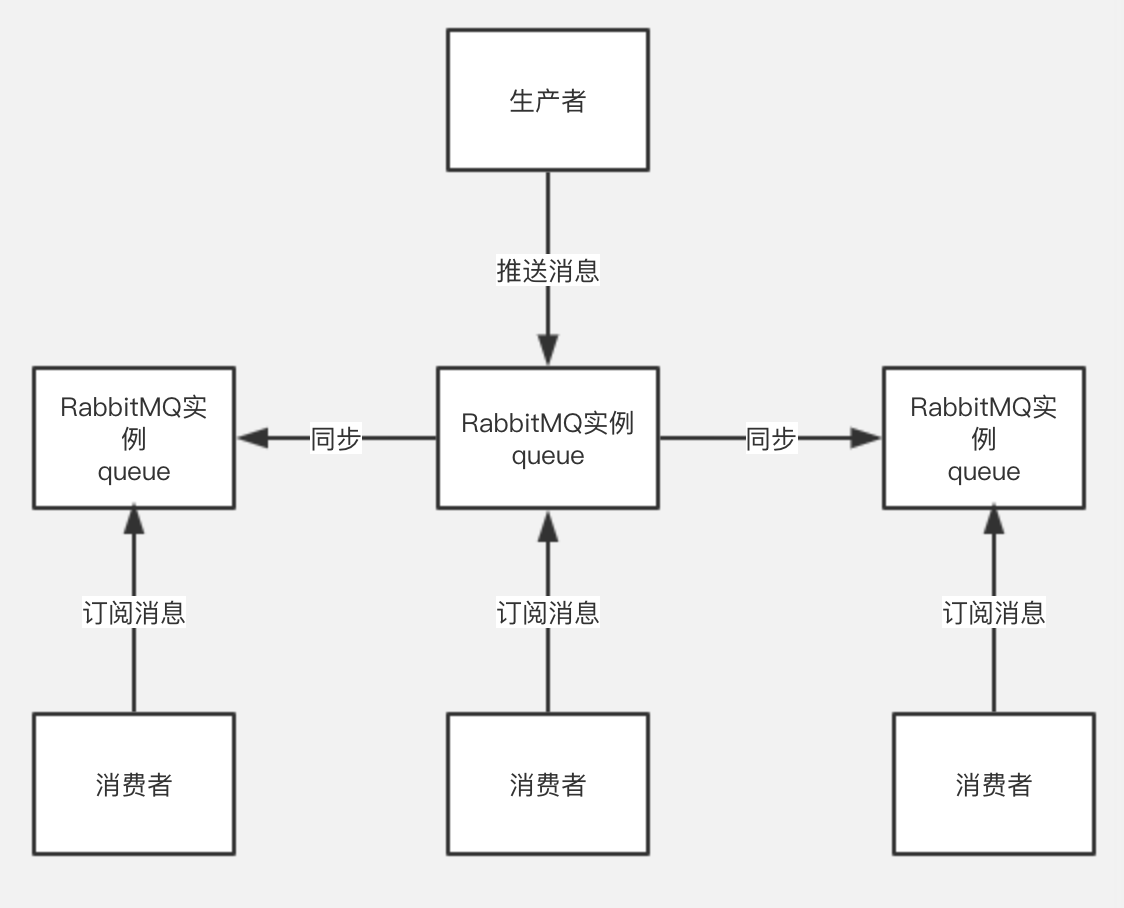 生产者
推送消息
RabbitMQ实
例
queue
同步
RabbitMQ实例
queue
同步
RabbitMQ实
例
queue
订阅消息
订阅消息
订阅消息
消费者
消费者
消费者